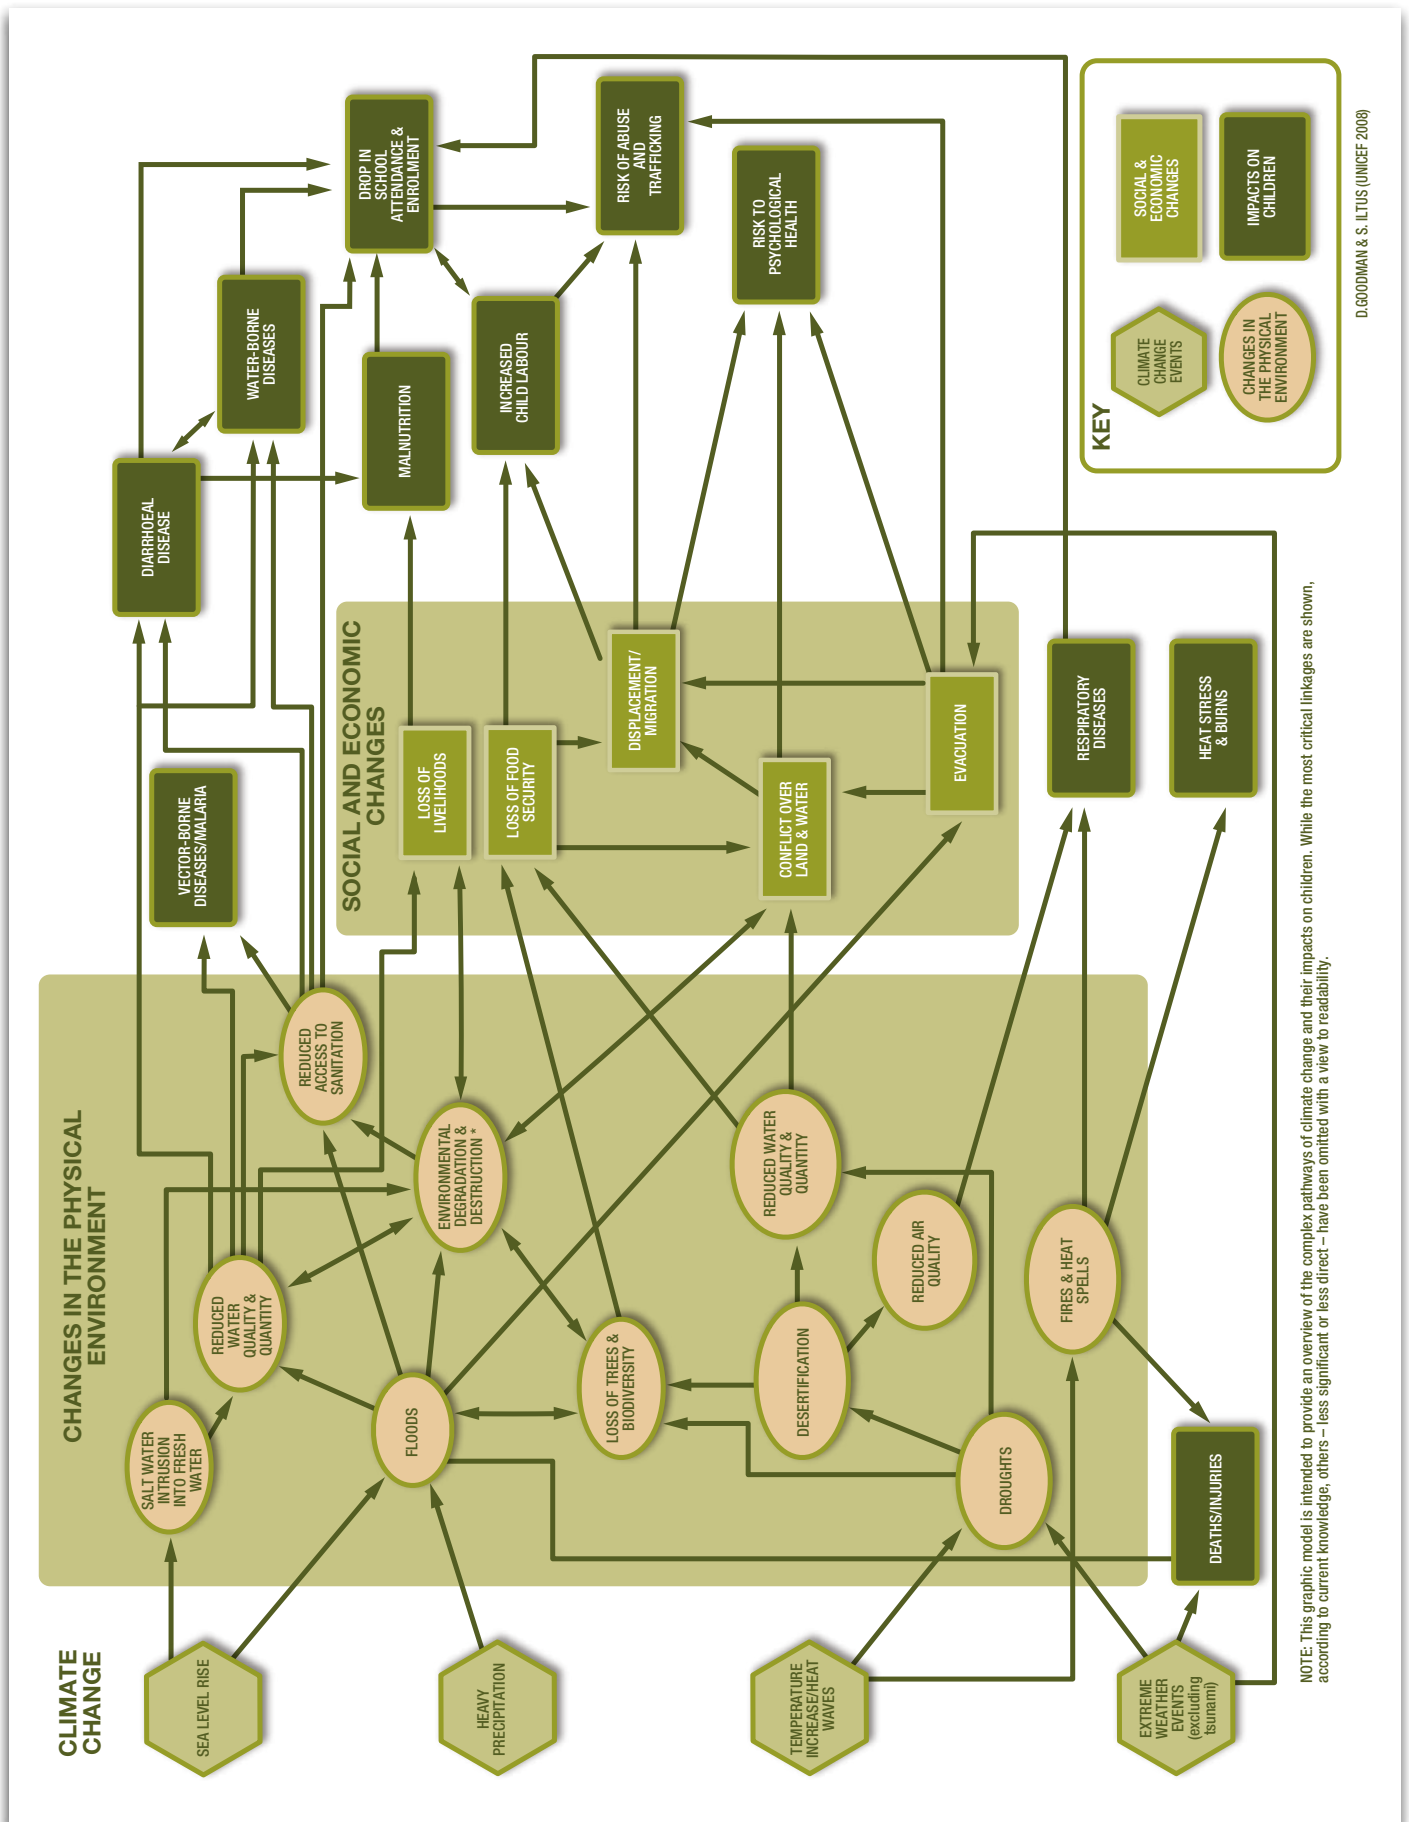 CLIMATE
CHANGE
SEA LEVEL RISE
HEAVY
PRECIPITATION
TEMPERATURE
INCREASE/HEAT
WAVES
EXTREME
WEATHER
EVENTS
(excluding
tsunami)
CHANGES IN THE PHYSICAL
ENVIRONMENT
SALT WATER
INTRUSION
INTO FRESH
WATER
REDUCED
WATER
QUALITY &
QUANTITY
REDUCED
ACCESS TO
SANITATION
FLOODS
ENVIRONMENTAL
DEGRADATION &
DESTRUCTION *
LOSS OF TREES &
BIODIVERSITY
DESERTIFICATION
REDUCED WATER
QUALITY &
QUANTITY
REDUCED AIR
QUALITY
DROUGHTS
FIRES & HEAT
SPELLS
DEATHS/INJURIES
SOCIAL AND ECONOMIC
CHANGES
LOSS OF
LIVELIHOODS
LOSS OF FOOD
SECURITY
DISPLACEMENT/
MIGRATION
CONFLICT OVER
LAND & WATER
EVACUATION
VECTOR-BORNE
DISEASES/MALARIA
DIARRHOEAL
DISEASE
WATER-BORNE
DISEASES
MALNUTRITION
INCREASED
CHILD LABOUR
DROP IN
SCHOOL
ATTENDANCE &
ENROLMENT
RISK OF ABUSE
AND
TRAFFICKING
RISK TO
PSYCHOLOGICAL
HEALTH
RESPIRATORY
DISEASES
HEAT STRESS
& BURNS
KEY
CLIMATE
CHANGE
EVENTS
SOCIAL &
ECONOMIC
CHANGES
CHANGES IN
THE PHYSICAL
ENVIRONMENT
IMPACTS ON
CHILDREN
NOTE: This graphic model is intended to provide an overview of the complex pathways of climate change and their impacts on children. While the most critical linkages are shown,
according to current knowledge, others – less significant or less direct – have been omitted with a view to readability.
D.GOODMAN & S. ILTUS (UNICEF 2008)